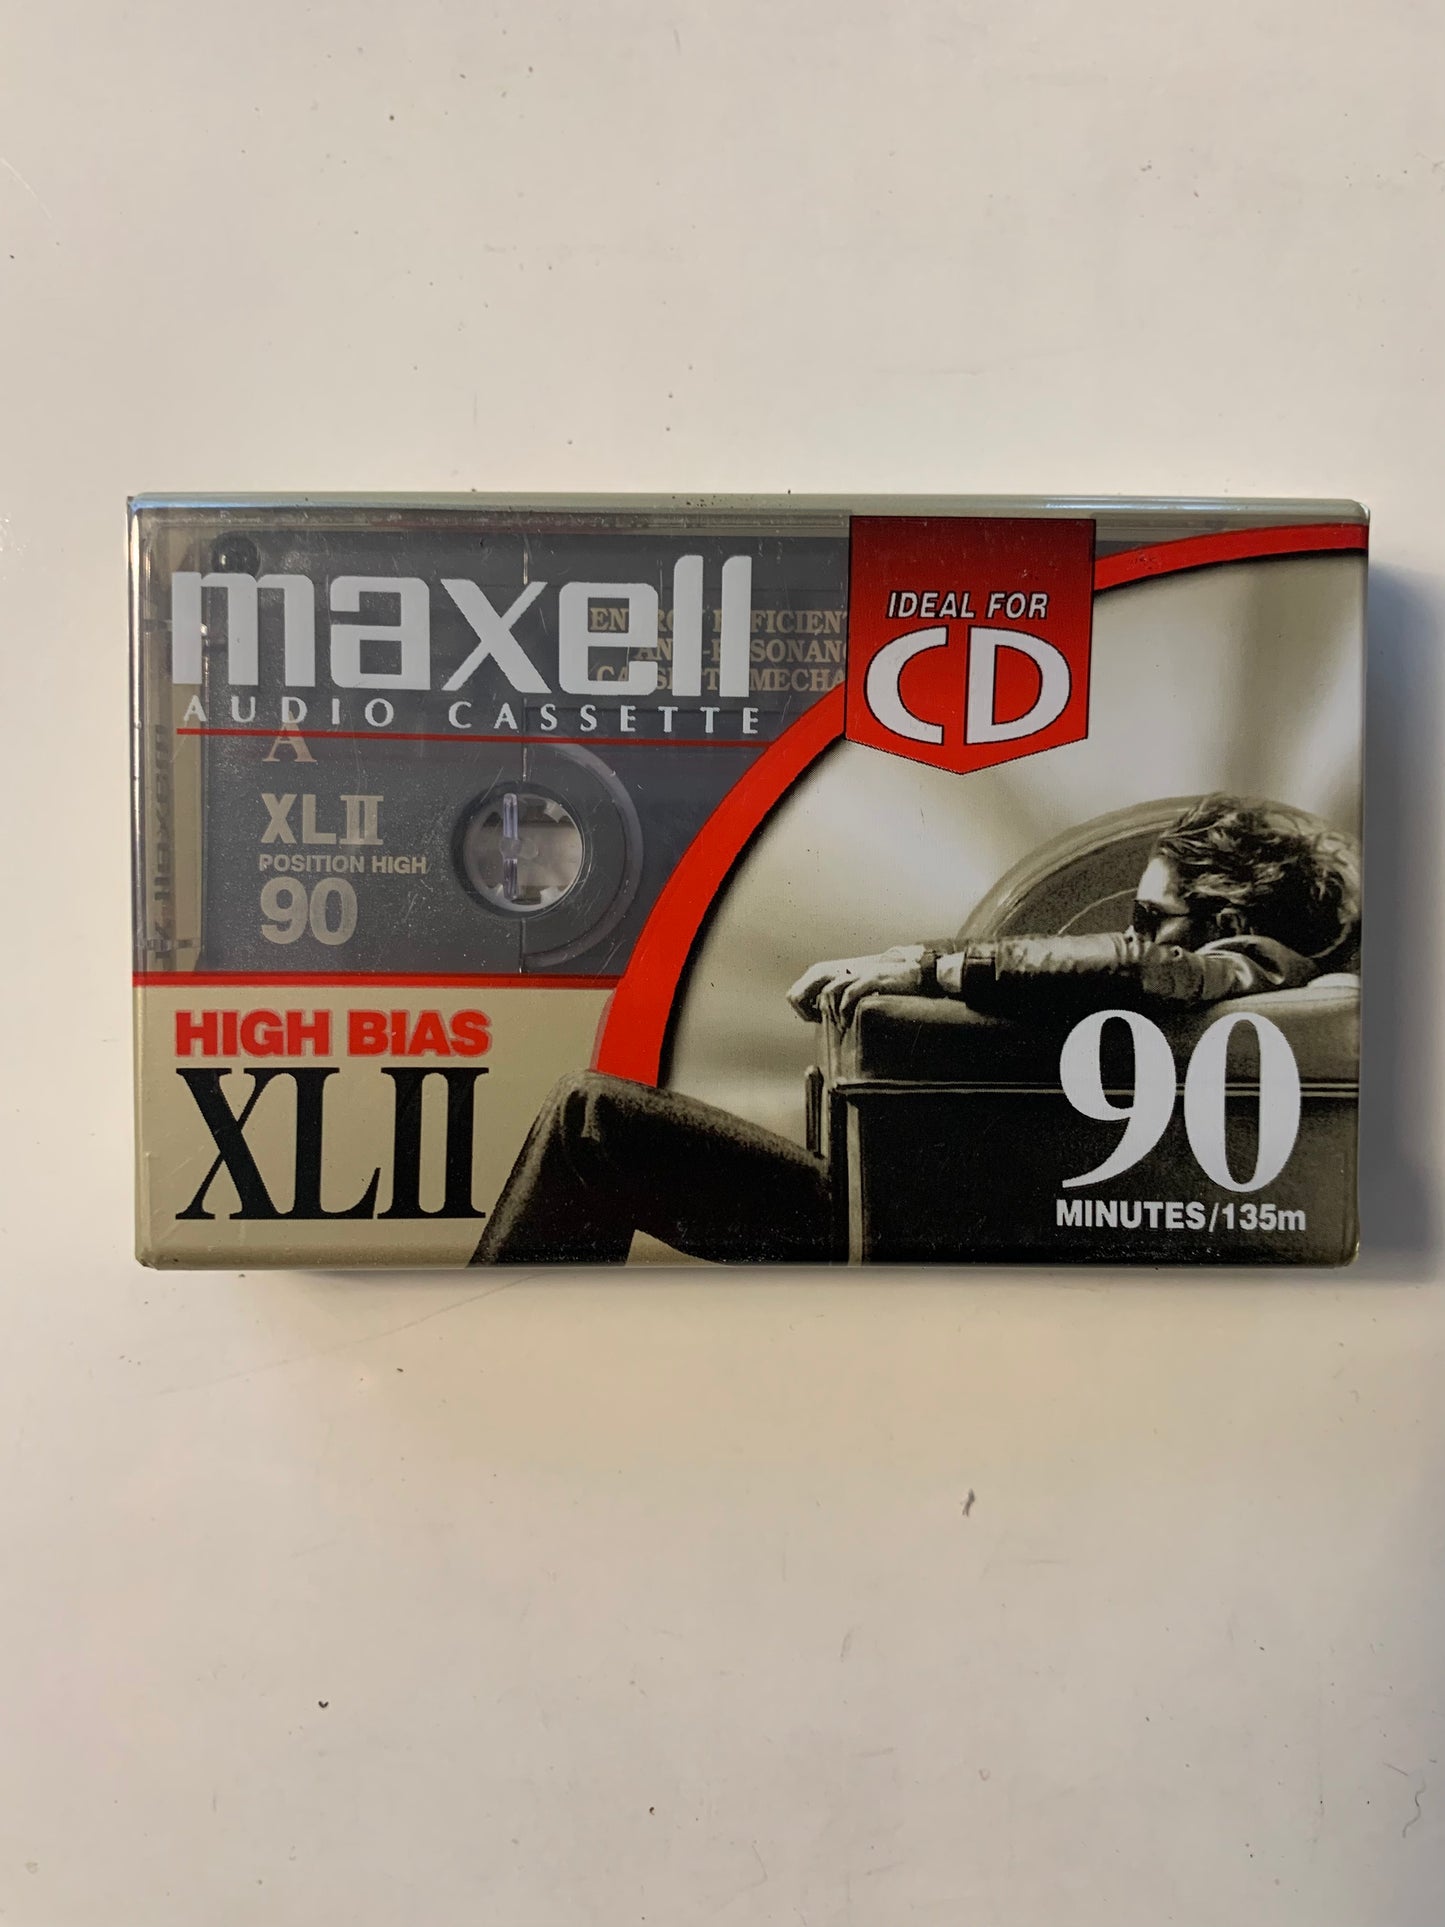 maxell
AUDIO CASSETTE
IDEAL FOR
CD
A
XLII
POSITION HIGH
90
HIGH BIAS
XLII
90
MINUTES/135m